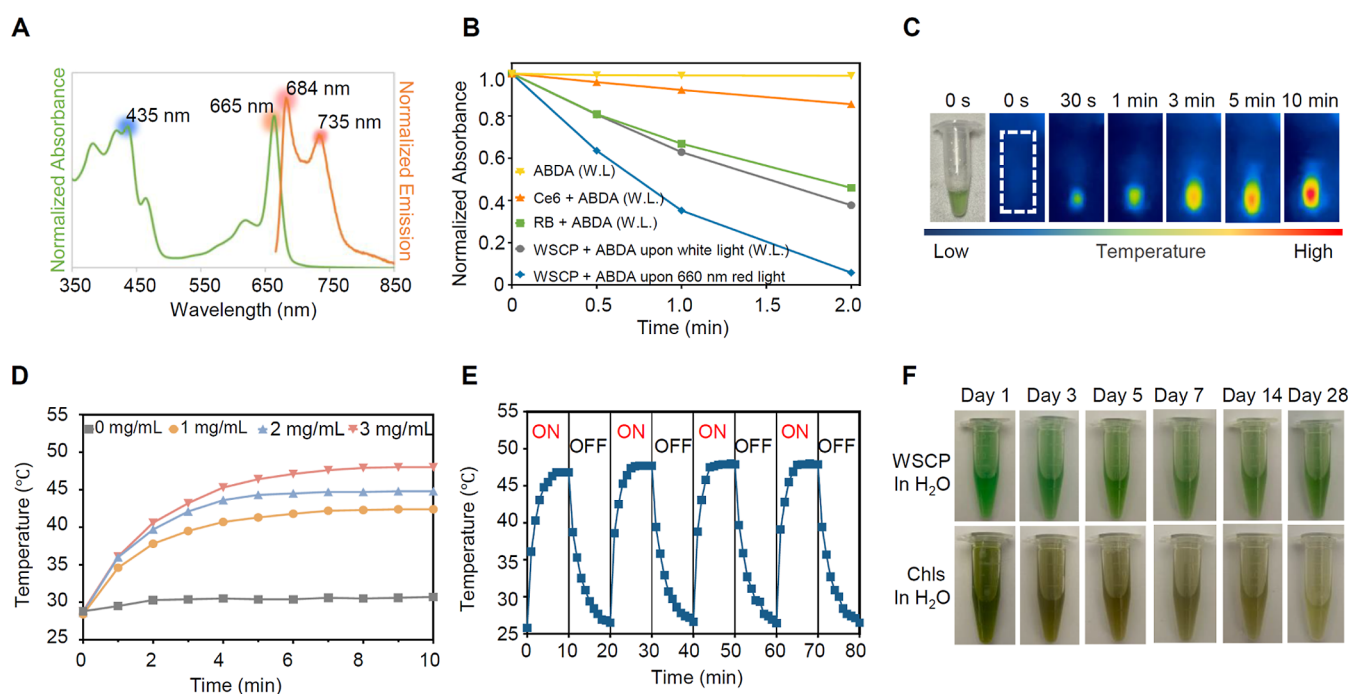 A
Normalized Absorbance
Normalized Emission
435 nm
665 nm
684 nm
735 nm
350 450 550 650 750 850
Wavelength (nm)
B
Normalized Absorbance
1.0
0.8
0.6
0.4
0.2
0
ABDA (W.L)
Ce6 + ABDA (W.L.)
RB + ABDA (W.L.)
WSCP + ABDA upon white light (W.L.)
WSCP + ABDA upon 660 nm red light
0 0.5 1.0 1.5 2.0
Time (min)
C
0 s 0 s 30s 1 min 3 min 5 min 10 min
Low Temperature High
D
Temperature (°C)
55
50
45
40
35
30
25
0 mg/mL 1 mg/mL 2 mg/mL 3 mg/mL
0 2 4 6 8 10
Time (min)
E
Temperature (°C)
55
50
45
40
35
30
25
ON OFF ON OFF ON OFF ON OFF
0 10 20 30 40 50 60 70 80
Time (min)
F
Day 1 Day 3 Day 5 Day 7 Day 14 Day 28
WSCP
In H₂O
Chls
In H₂O